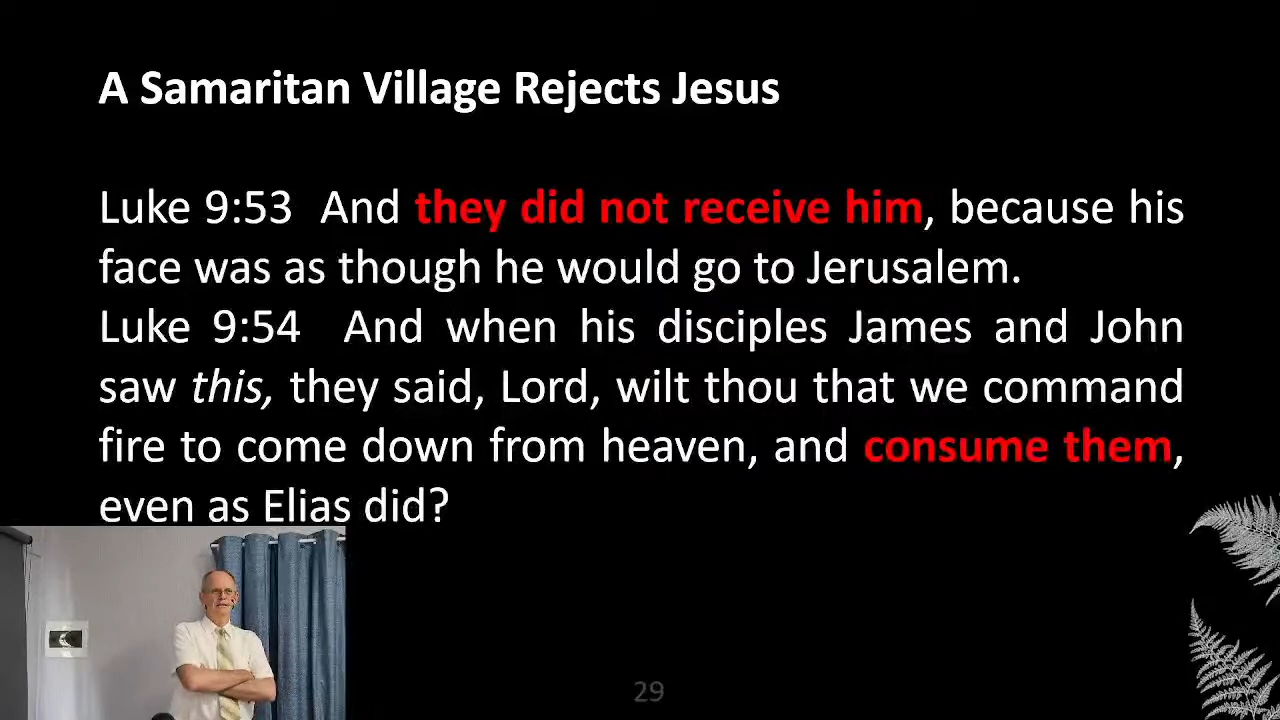 A Samaritan Village Rejects Jesus
Luke 9:53 And they did not receive him, because his
face was as though he would go to Jerusalem.
Luke 9:54 And when his disciples James and John
saw this, they said, Lord, wilt thou that we command
fire to come down from heaven, and consume them,
even as Elias did?
29